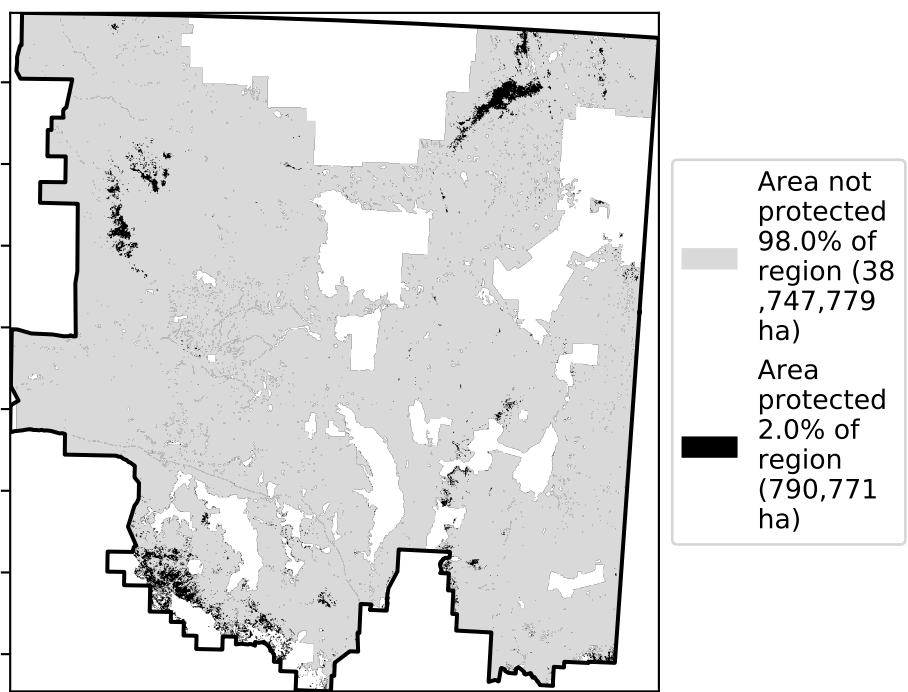 Area not
protected
98.0% of
region (38
,747,779
ha)
Area
protected
2.0% of
region
(790,771
ha)